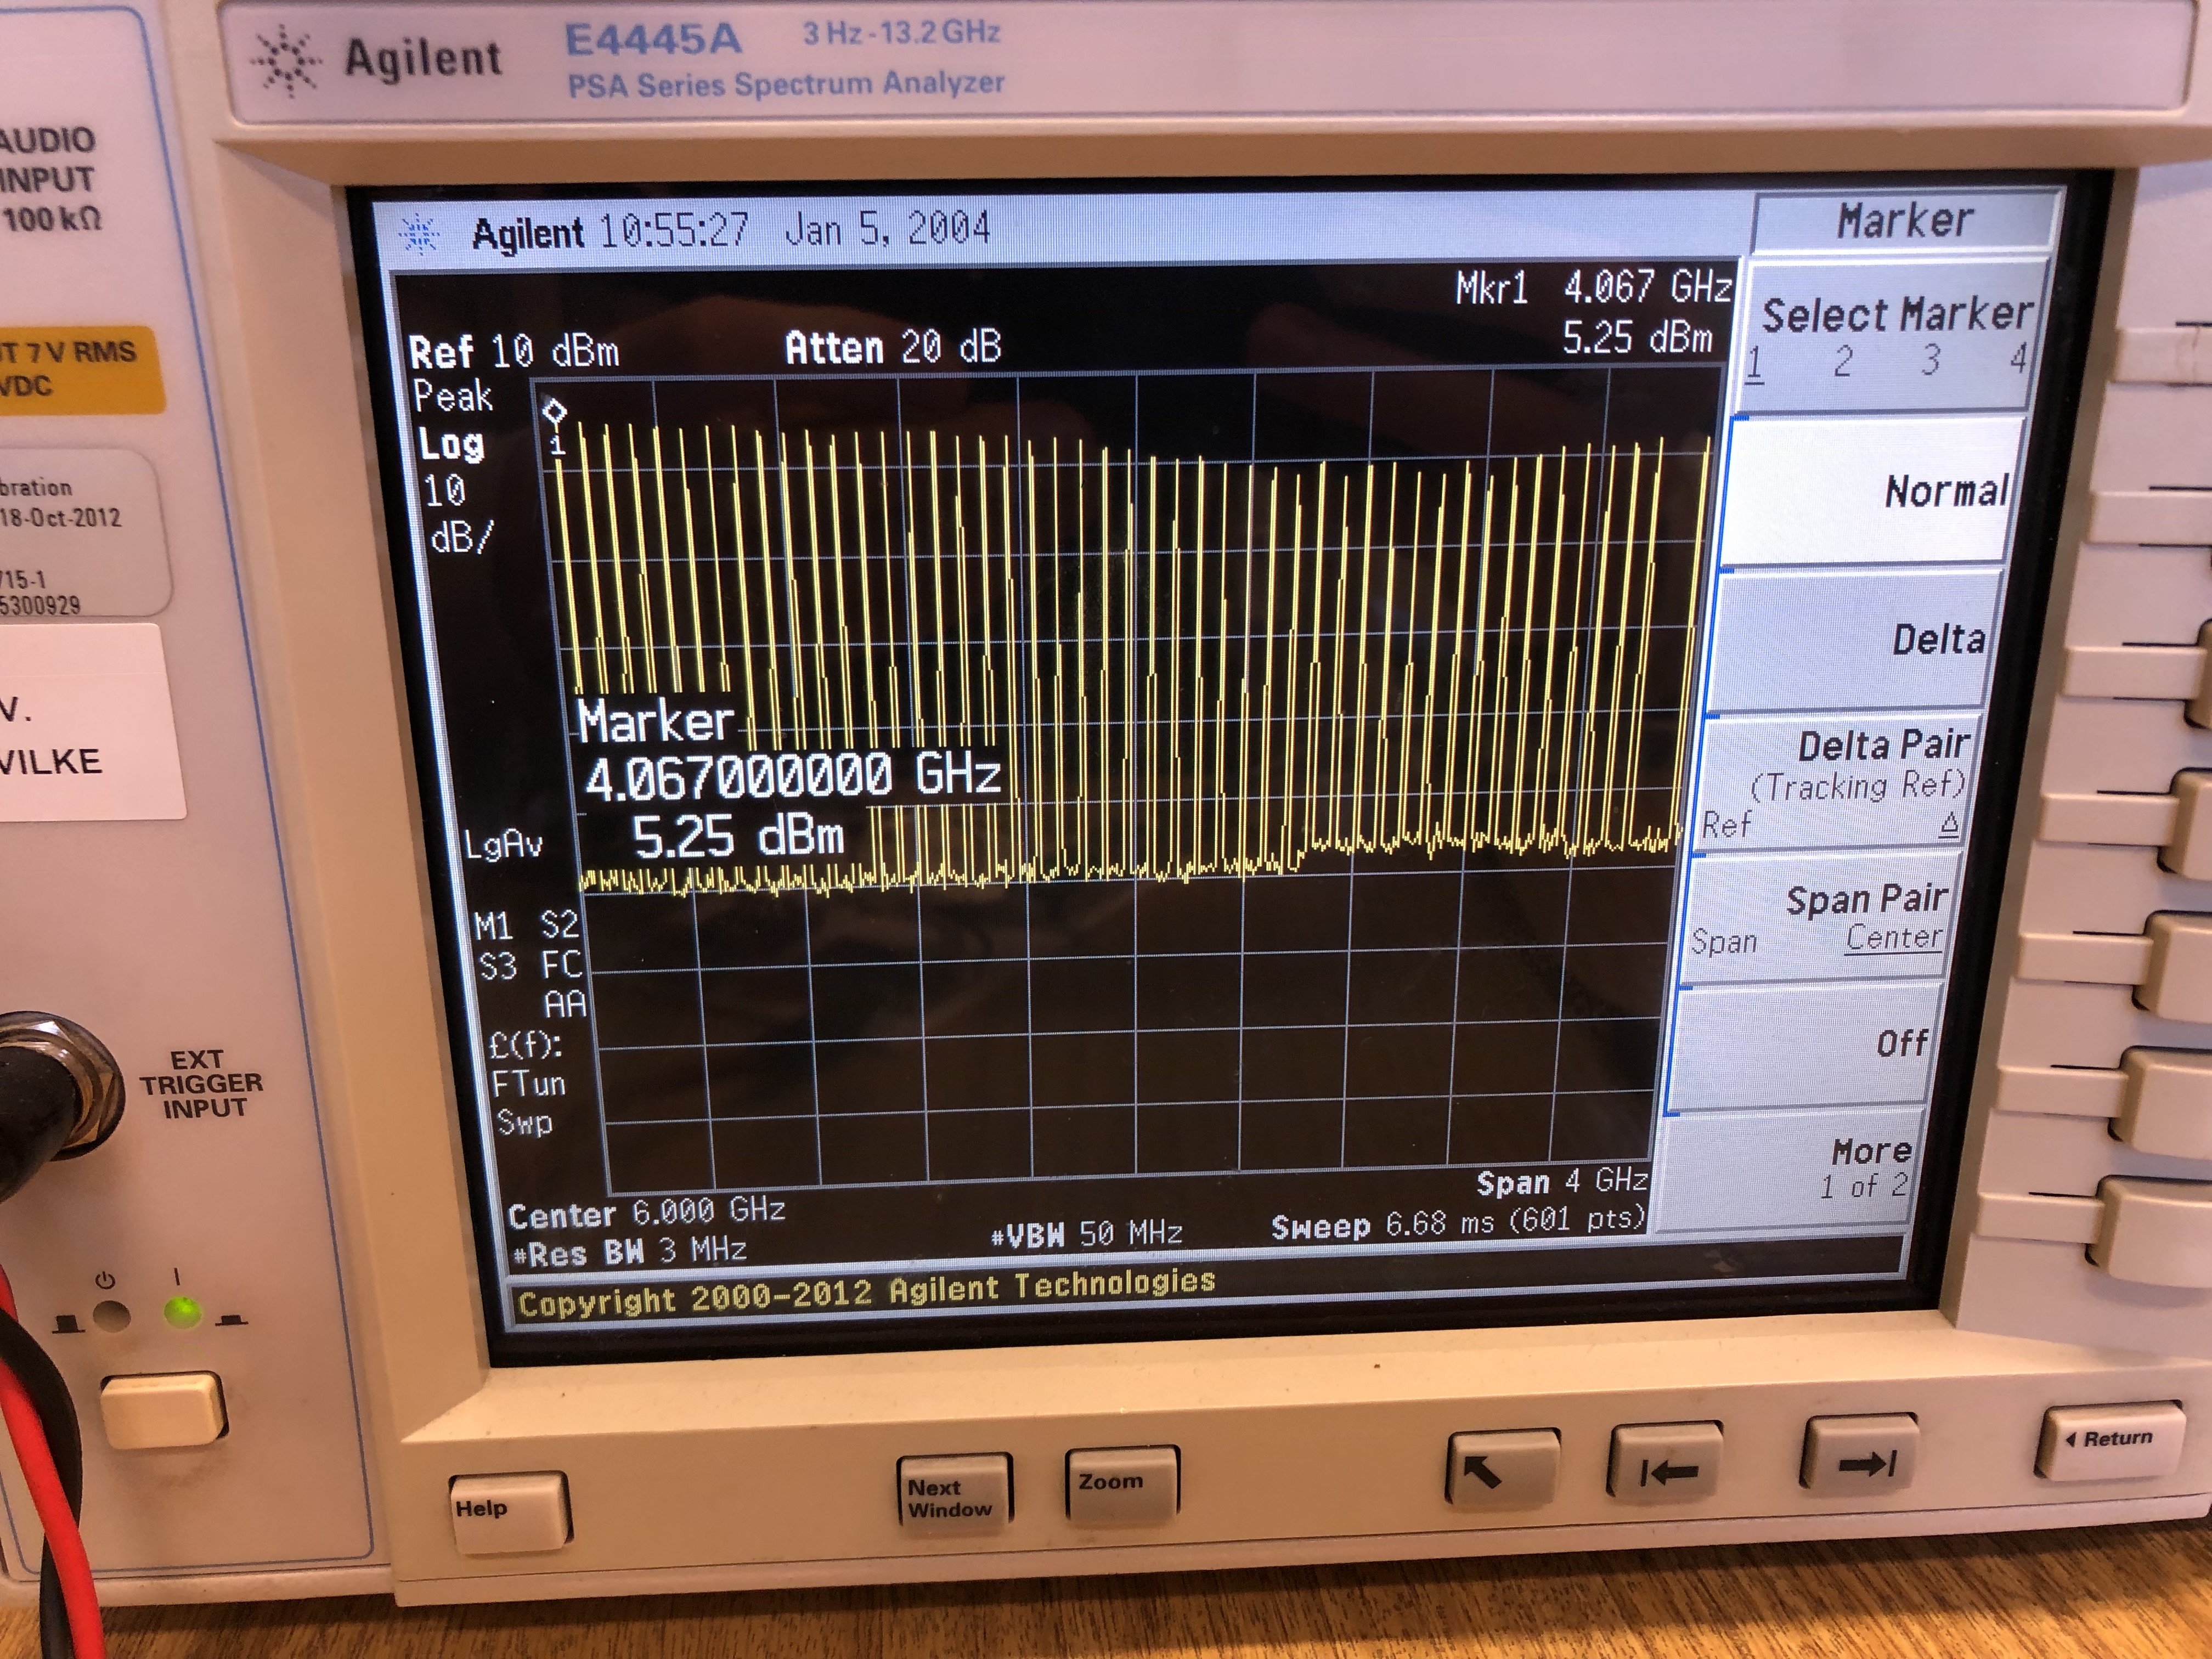 Agilent E4445A 3 Hz - 13.2 GHz
PSA Series Spectrum Analyzer
AUDIO
INPUT
100 kΩ
7 V RMS
VDC
18-Oct-2012
715-1
5300929
V.
EXT
TRIGGER
INPUT
Agilent 10:55:27 Jan 5, 2004
Mkr1 4.067 GHz
Ref 10 dBm Atten 20 dB 5.25 dBm
Peak
Log
10
dB/
1
Marker
4.067000000 GHz
5.25 dBm
LgAv
M1 S2
S3 FC
AA
£(f):
FTun
Swp
Center 6.000 GHz Span 4 GHz
#Res BW 3 MHz #VBW 50 MHz Sweep 6.68 ms (601 pts)
Copyright 2000-2012 Agilent Technologies
Marker
Select Marker
1 2 3 4
Normal
Delta
Delta Pair
(Tracking Ref)
Ref Δ
Span Pair
Span Center
Off
More
1 of 2
Help
Next
Window
Zoom
Return